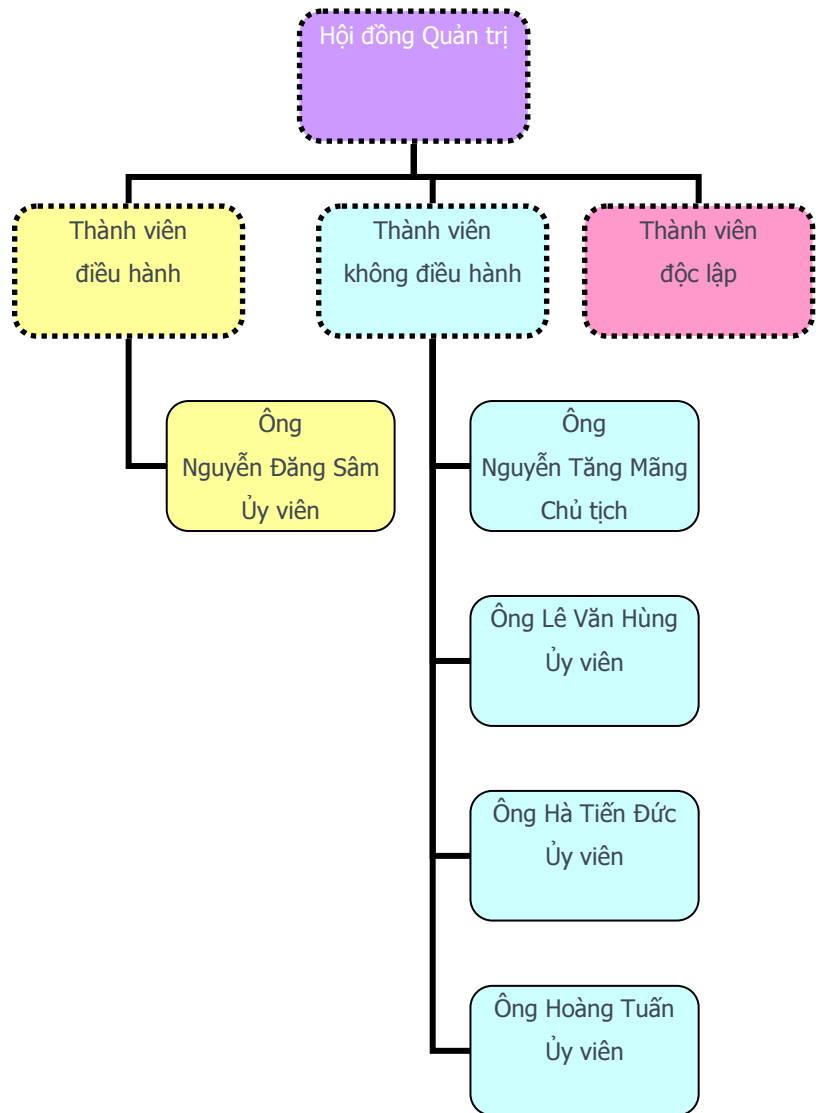 Hội đồng Quản trị
Thành viên
điều hành
Thành viên
không điều hành
Thành viên
độc lập
Ông
Nguyễn Đăng Sâm
Ủy viên
Ông
Nguyễn Tăng Mãng
Chủ tịch
Ông Lê Văn Hùng
Ủy viên
Ông Hà Tiến Đức
Ủy viên
Ông Hoàng Tuấn
Ủy viên